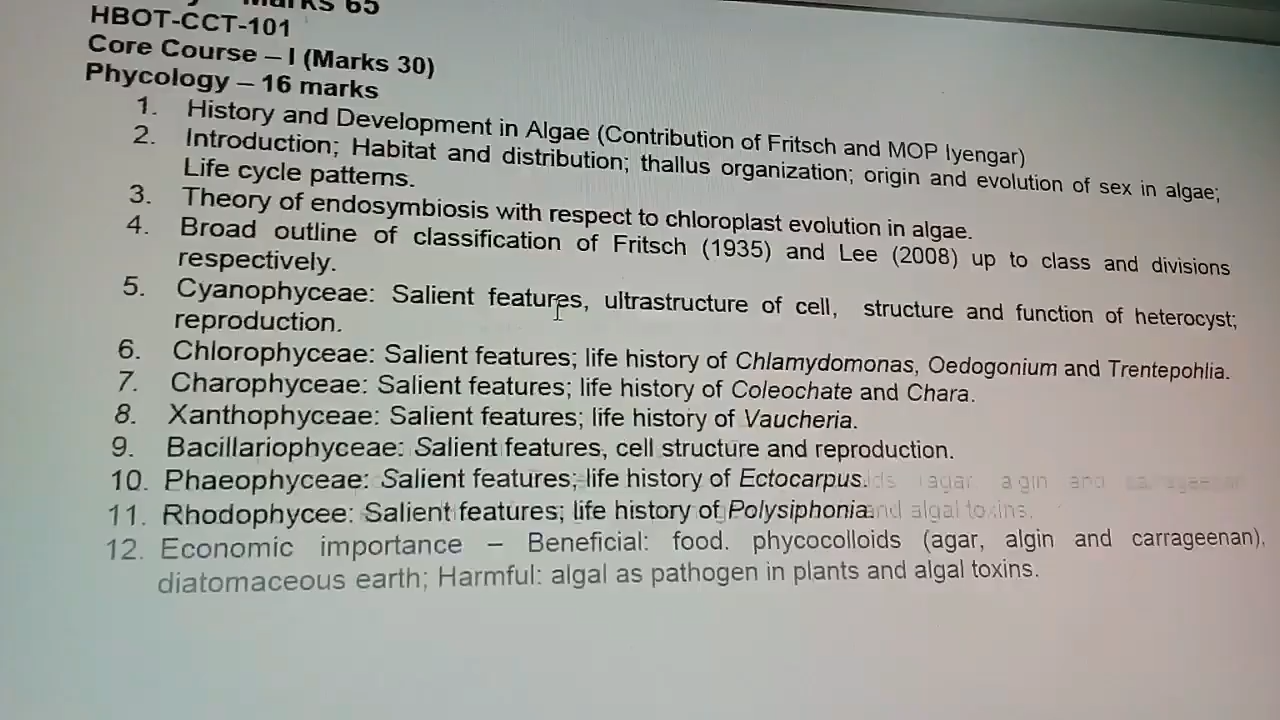 Marks 65
HBOT-CCT-101
Core Course – I (Marks 30)
Phycology – 16 marks
1. History and Development in Algae (Contribution of Fritsch and MOP Iyengar)
2. Introduction; Habitat and distribution; thallus organization; origin and evolution of sex in algae;
Life cycle patterns.
3. Theory of endosymbiosis with respect to chloroplast evolution in algae.
4. Broad outline of classification of Fritsch (1935) and Lee (2008) up to class and divisions
respectively.
5. Cyanophyceae: Salient features, ultrastructure of cell, structure and function of heterocyst;
reproduction.
6. Chlorophyceae: Salient features; life history of Chlamydomonas, Oedogonium and Trentepohlia.
7. Charophyceae: Salient features; life history of Coleochate and Chara.
8. Xanthophyceae: Salient features; life history of Vaucheria.
9. Bacillariophyceae: Salient features, cell structure and reproduction.
10. Phaeophyceae: Salient features; life history of Ectocarpus.
11. Rhodophycee: Salient features; life history of Polysiphonia
12. Economic importance – Beneficial: food. phycocolloids (agar, algin and carrageenan),
diatomaceous earth; Harmful: algal as pathogen in plants and algal toxins.